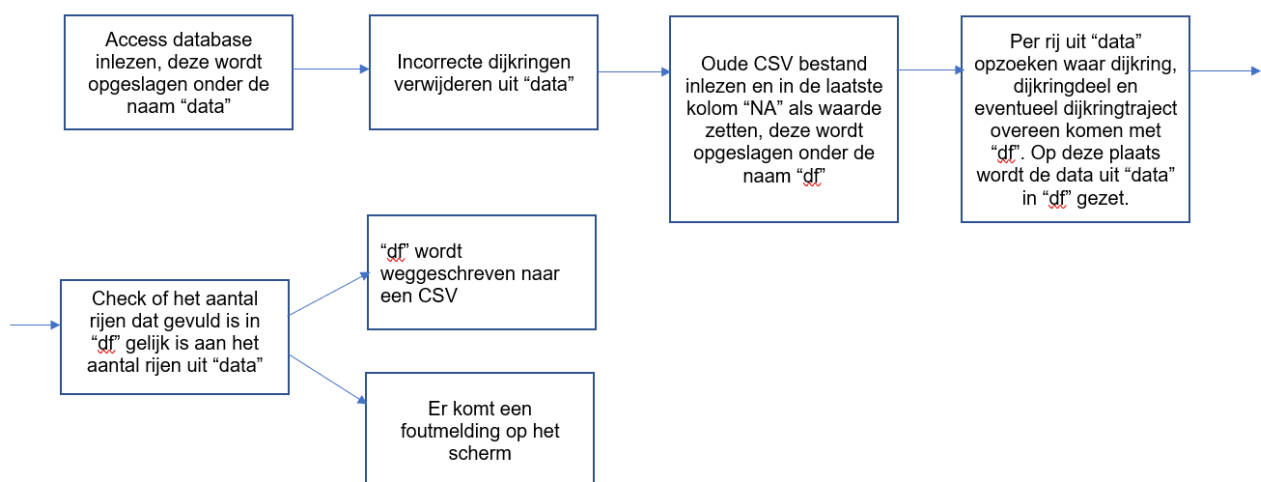 Access database
inlezen, deze wordt
opgeslagen onder de
naam “data”
Incorrecte dijkringen
verwijderen uit “data”
Oude CSV bestand
inlezen en in de laatste
kolom “NA” als waarde
zetten, deze wordt
opgeslagen onder de
naam “df”
Per rij uit “data”
opzoeken waar dijkring,
dijkringdeel en
eventueel dijkringtraject
overeen komen met
“df”. Op deze plaats
wordt de data uit “data”
in “df” gezet.
Check of het aantal
rijen dat gevuld is in
“df” gelijk is aan het
aantal rijen uit “data”
“df” wordt
weggeschreven naar
een CSV
Er komt een
foutmelding op het
scherm